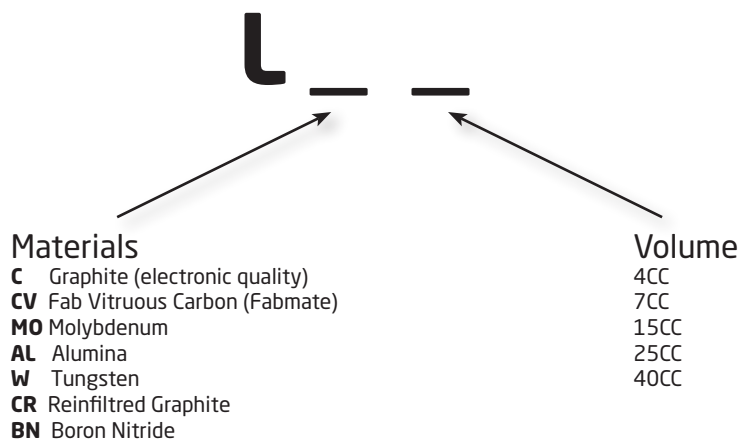 L _ _
Materials
C Graphite (electronic quality)
CV Fab Vitruous Carbon (Fabmate)
MO Molybdenum
AL Alumina
W Tungsten
CR Reinfiltred Graphite
BN Boron Nitride
Volume
4CC
7CC
15CC
25CC
40CC